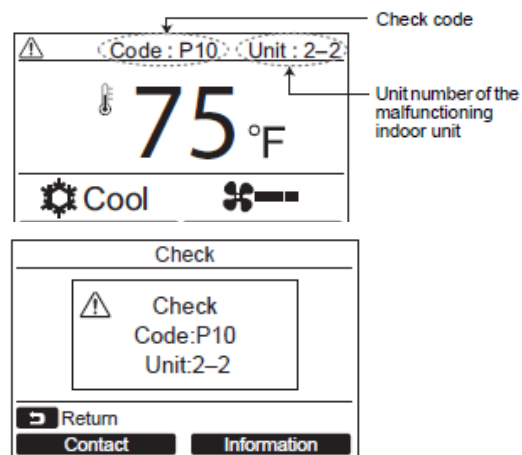 Check code
Code : P10 Unit : 2–2
75 °F
Unit number of the
malfunctioning
indoor unit
Cool
Check
Check
Code:P10
Unit:2–2
Return
Contact Information